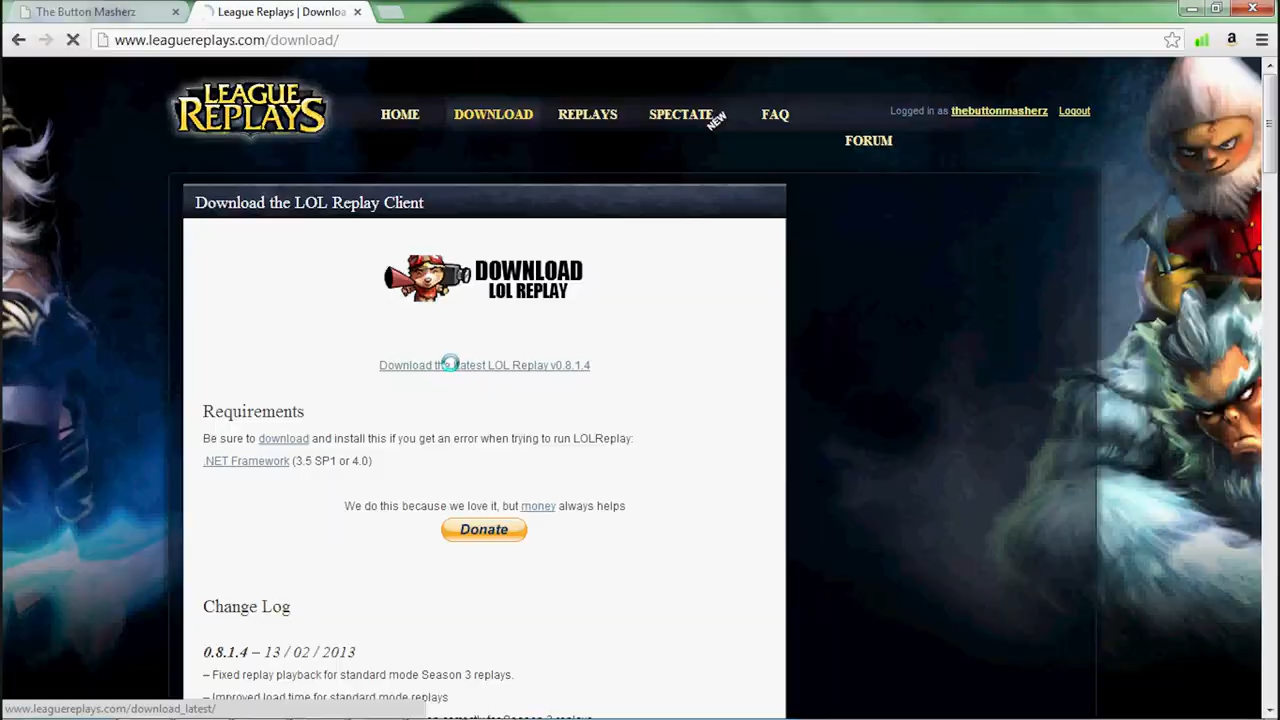 The Button Masherz
League Replays | Downloa
www.leaguereplays.com/download/
LEAGUE
REPLAYS
HOME DOWNLOAD REPLAYS SPECTATE NEW FAQ
FORUM
Logged in as thebuttonmasherz Logout
Download the LOL Replay Client
DOWNLOAD
LOL REPLAY
Download the latest LOL Replay v0.8.1.4
Requirements
Be sure to download and install this if you get an error when trying to run LOLReplay:
.NET Framework (3.5 SP1 or 4.0)
We do this because we love it, but money always helps
Donate
Change Log
0.8.1.4 – 13 / 02 / 2013
– Fixed replay playback for standard mode Season 3 replays.
– Improved load time for standard mode replays
www.leaguereplays.com/download_latest/